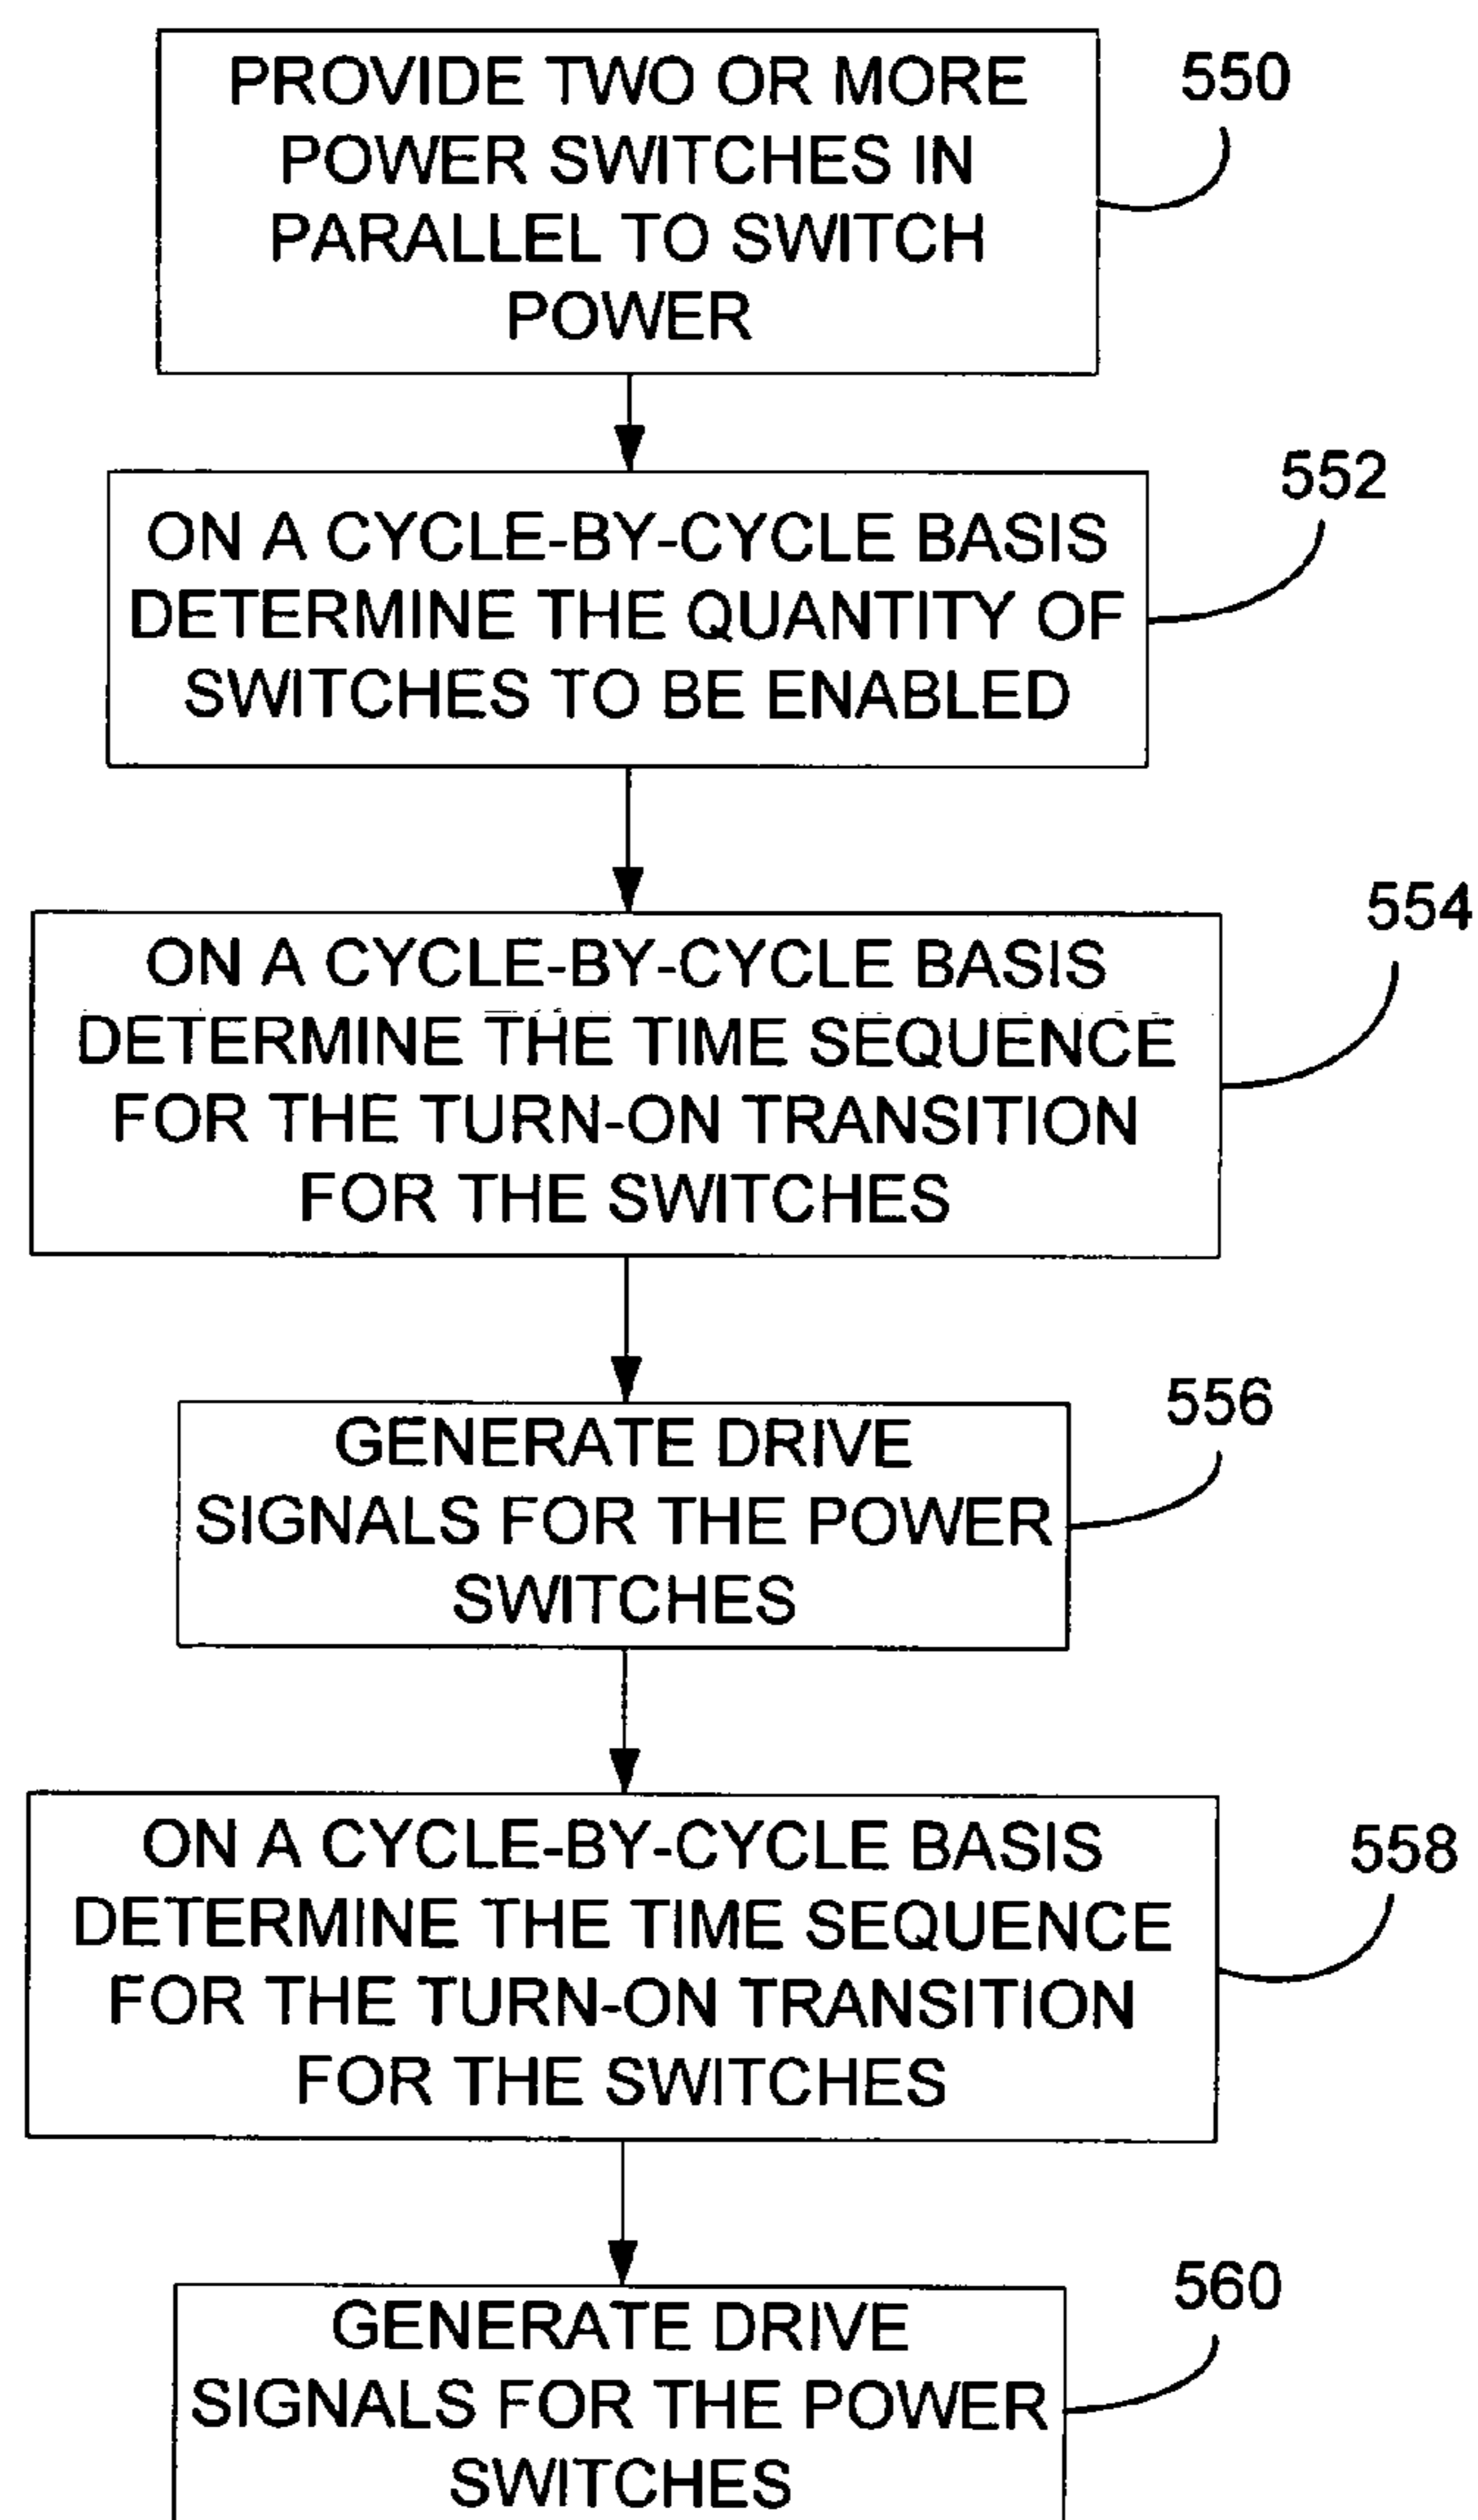 PROVIDE TWO OR MORE
POWER SWITCHES IN
PARALLEL TO SWITCH
POWER
550
ON A CYCLE-BY-CYCLE BASIS
DETERMINE THE QUANTITY OF
SWITCHES TO BE ENABLED
552
ON A CYCLE-BY-CYCLE BASIS
DETERMINE THE TIME SEQUENCE
FOR THE TURN-ON TRANSITION
FOR THE SWITCHES
554
GENERATE DRIVE
SIGNALS FOR THE POWER
SWITCHES
556
ON A CYCLE-BY-CYCLE BASIS
DETERMINE THE TIME SEQUENCE
FOR THE TURN-ON TRANSITION
FOR THE SWITCHES
558
GENERATE DRIVE
SIGNALS FOR THE POWER
SWITCHES
560